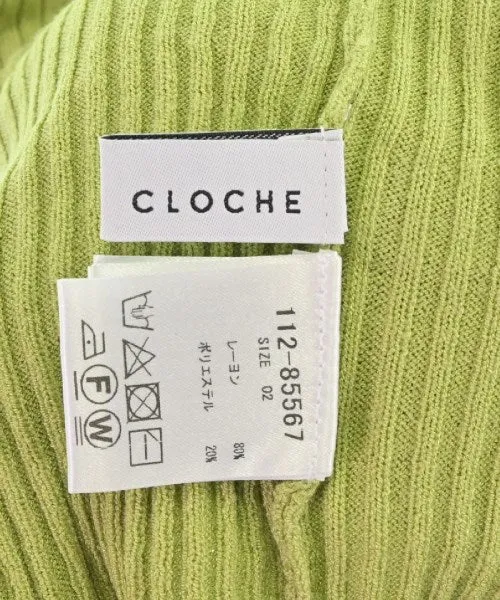 CLOCHE
112-85567
SIZE 02
レーヨン 80%
ポリエステル 20%
F W